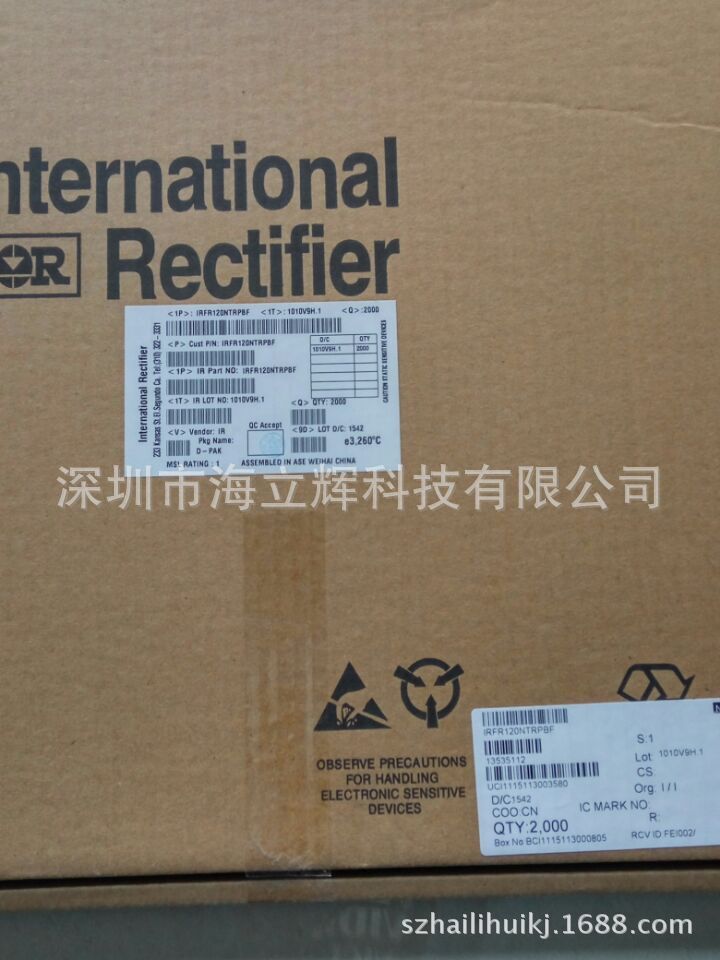 International
IOR Rectifier
<1P>: IRFR120NTRPBF <1T>: 1010V9H.1 <Q>:2000
<P> Cust P/N: IRFR120NTRPBF
<1P> IR Part NO: IRFR120NTRPBF
<1T> IR LOT NO: 1010V9H.1 <Q> QTY: 2000
<V> Vendor: IR QC Accept <9D> LOT D/C: 1542
Pkg Name:
D-PAK
e3,260°C
MSL RATING : 1 ASSEMBLED IN ASE WEIHAI CHINA
D/C QTY
1010V9H.1 2000
CAUTION STATIC SENSITIVE DEVICES
International Rectifier
233 Kansas St. El Segundo Ca. Tel:(310) 322-3331
深圳市海立辉科技有限公司
OBSERVE PRECAUTIONS
FOR HANDLING
ELECTRONIC SENSITIVE
DEVICES
IRFR120NTRPBF
S:1
13535112
Lot: 1010V9H.1
CS:
UCI1115113003580
Org: I / I
D/C1542
COO:CN IC MARK NO:
R:
QTY:2,000
Box No BCI1115113000805
RCV ID FEI002/
szhailihuikj.1688.com